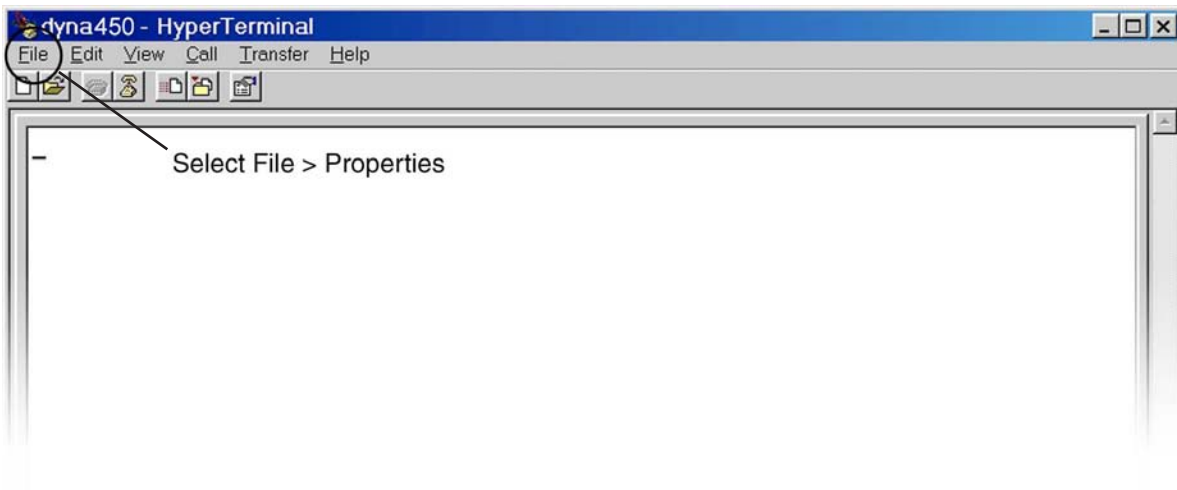 dyna450 - HyperTerminal
File Edit View Call Transfer Help
Select File > Properties